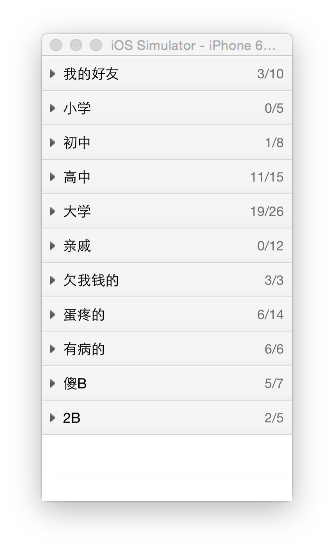 iOS Simulator - iPhone 6…
我的好友 3/10
小学 0/5
初中 1/8
高中 11/15
大学 19/26
亲戚 0/12
欠我钱的 3/3
蛋疼的 6/14
有病的 6/6
傻B 5/7
2B 2/5